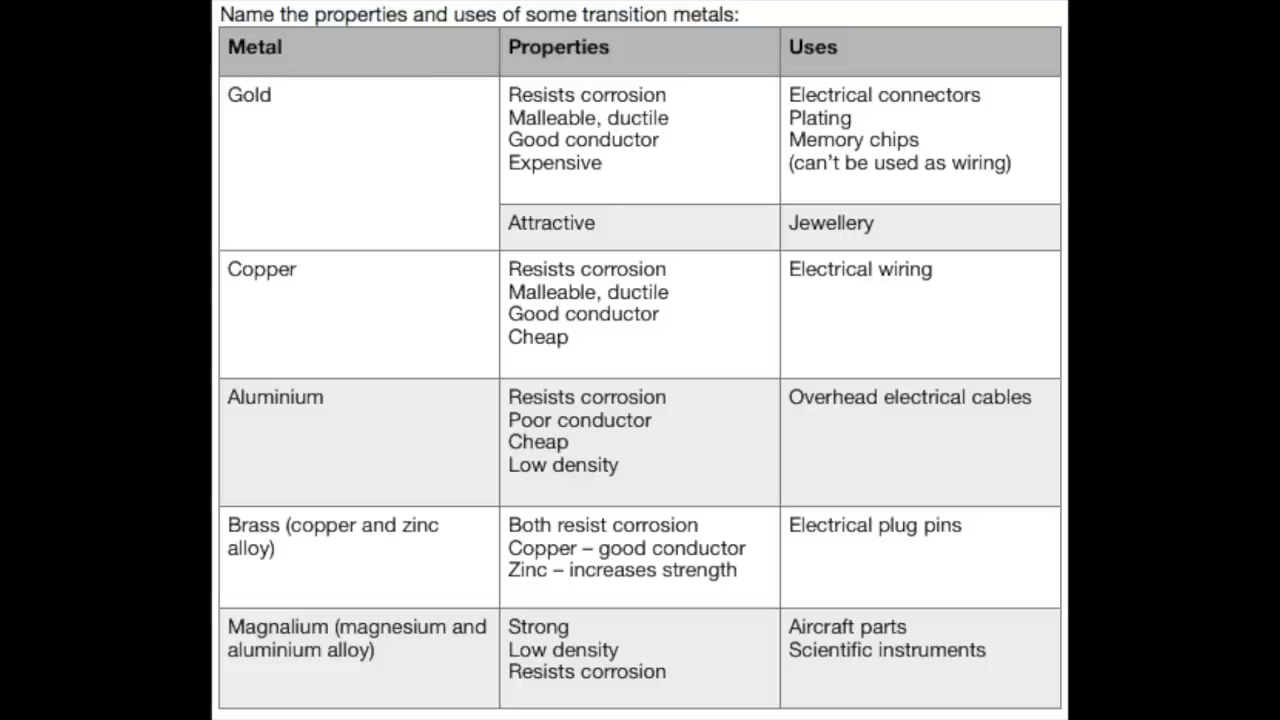 Name the properties and uses of some transition metals:
Metal Properties Uses
Gold Resists corrosion Electrical connectors
Malleable, ductile Plating
Good conductor Memory chips
Expensive (can’t be used as wiring)
Attractive Jewellery
Copper Resists corrosion Electrical wiring
Malleable, ductile
Good conductor
Cheap
Aluminium Resists corrosion Overhead electrical cables
Poor conductor
Cheap
Low density
Brass (copper and zinc Both resist corrosion Electrical plug pins
alloy) Copper – good conductor
Zinc – increases strength
Magnalium (magnesium and Strong Aircraft parts
aluminium alloy) Low density Scientific instruments
Resists corrosion